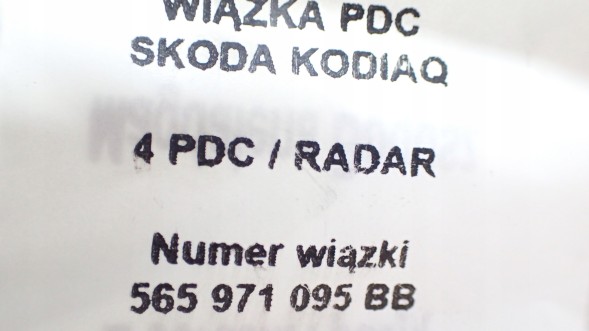 WIĄZKA PDC
SKODA KODIAQ
4 PDC / RADAR
Numer wiązki
565 971 095 BB